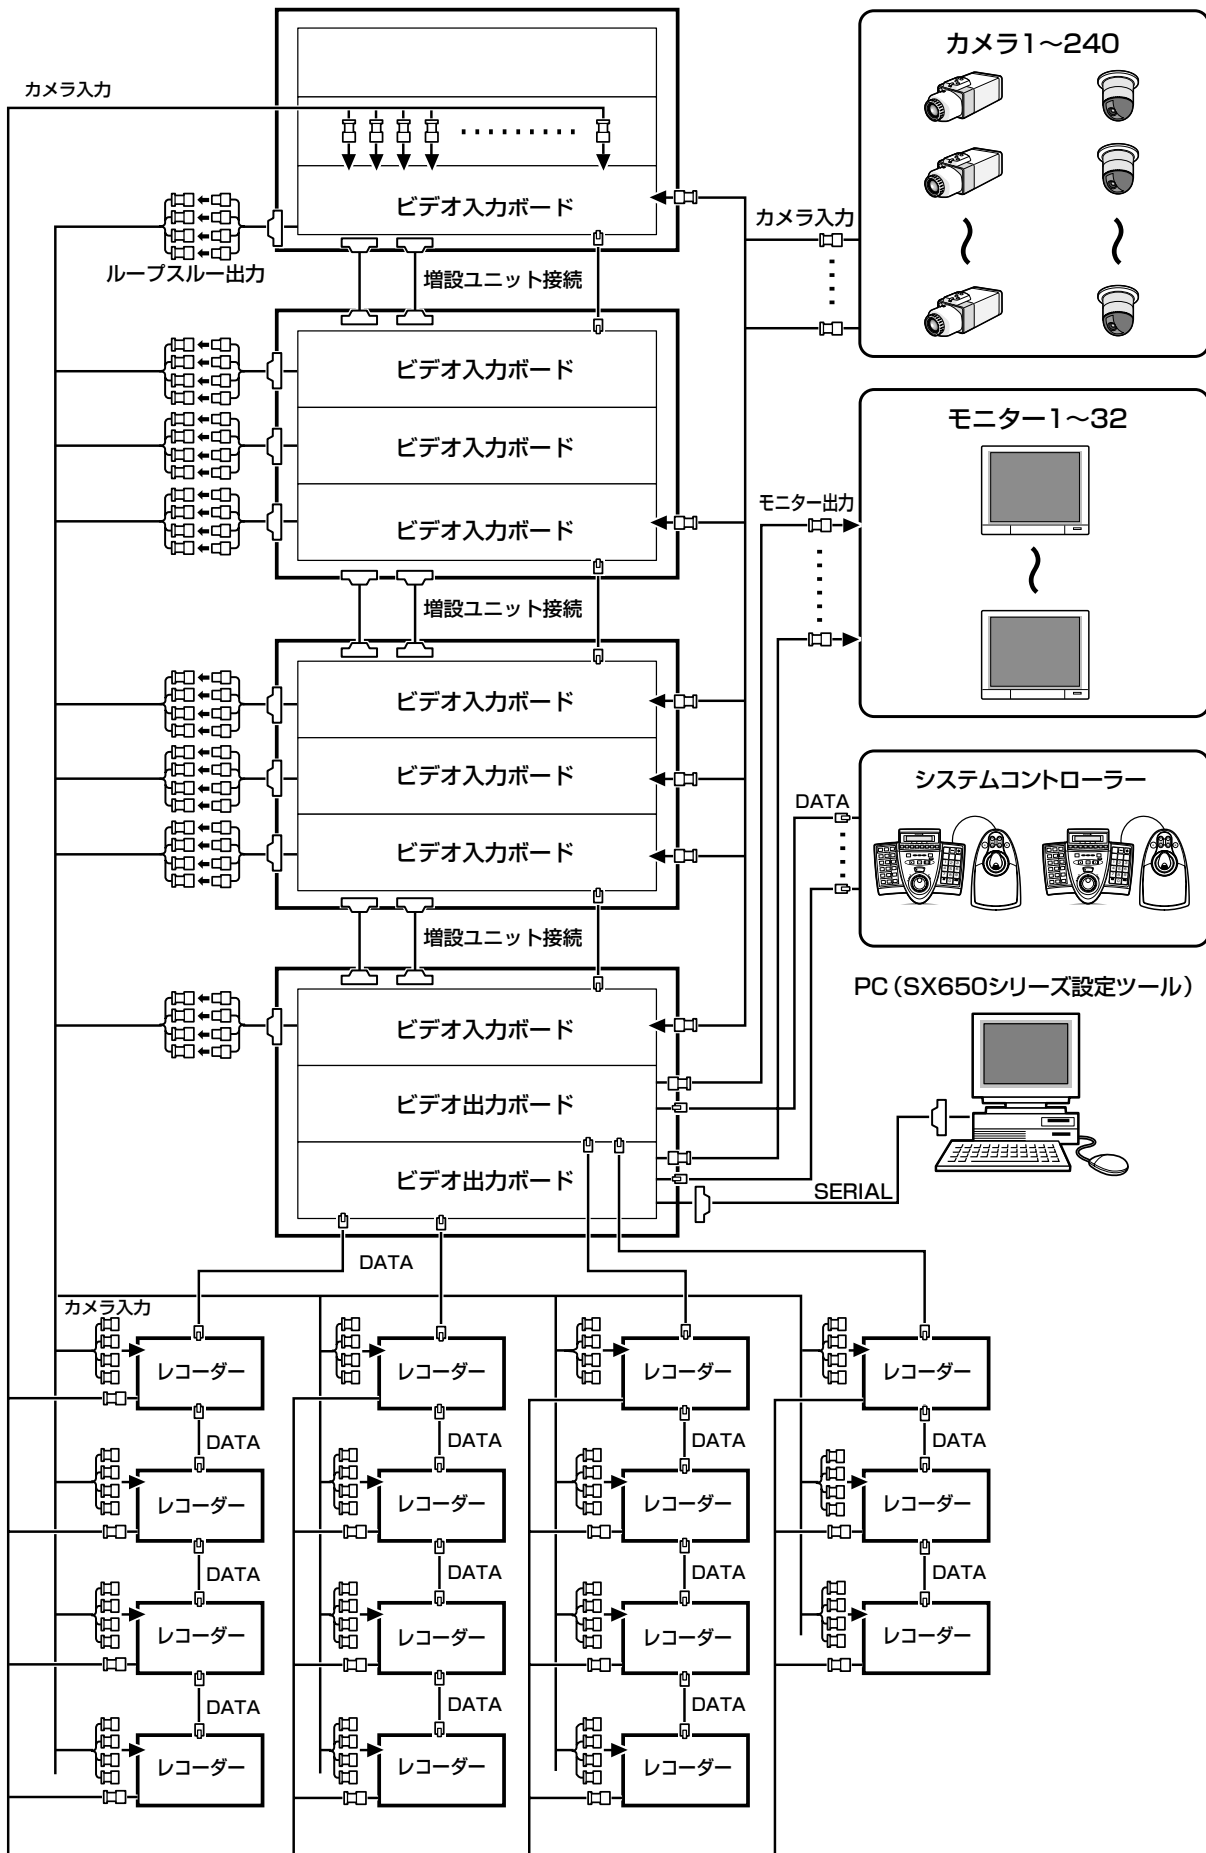 カメラ1～240
カメラ入力
ビデオ入力ボード
カメラ入力
ループスルー出力
増設ユニット接続
ビデオ入力ボード
モニター1～32
ビデオ入力ボード
モニター出力
ビデオ入力ボード
増設ユニット接続
ビデオ入力ボード
ビデオ入力ボード
システムコントローラー
DATA
ビデオ入力ボード
増設ユニット接続
PC（SX650シリーズ設定ツール）
ビデオ入力ボード
ビデオ出力ボード
ビデオ出力ボード
SERIAL
DATA
カメラ入力
レコーダー
レコーダー
レコーダー
レコーダー
DATA
DATA
DATA
DATA
レコーダー
レコーダー
レコーダー
レコーダー
DATA
DATA
DATA
DATA
レコーダー
レコーダー
レコーダー
レコーダー
DATA
DATA
DATA
レコーダー
レコーダー
レコーダー